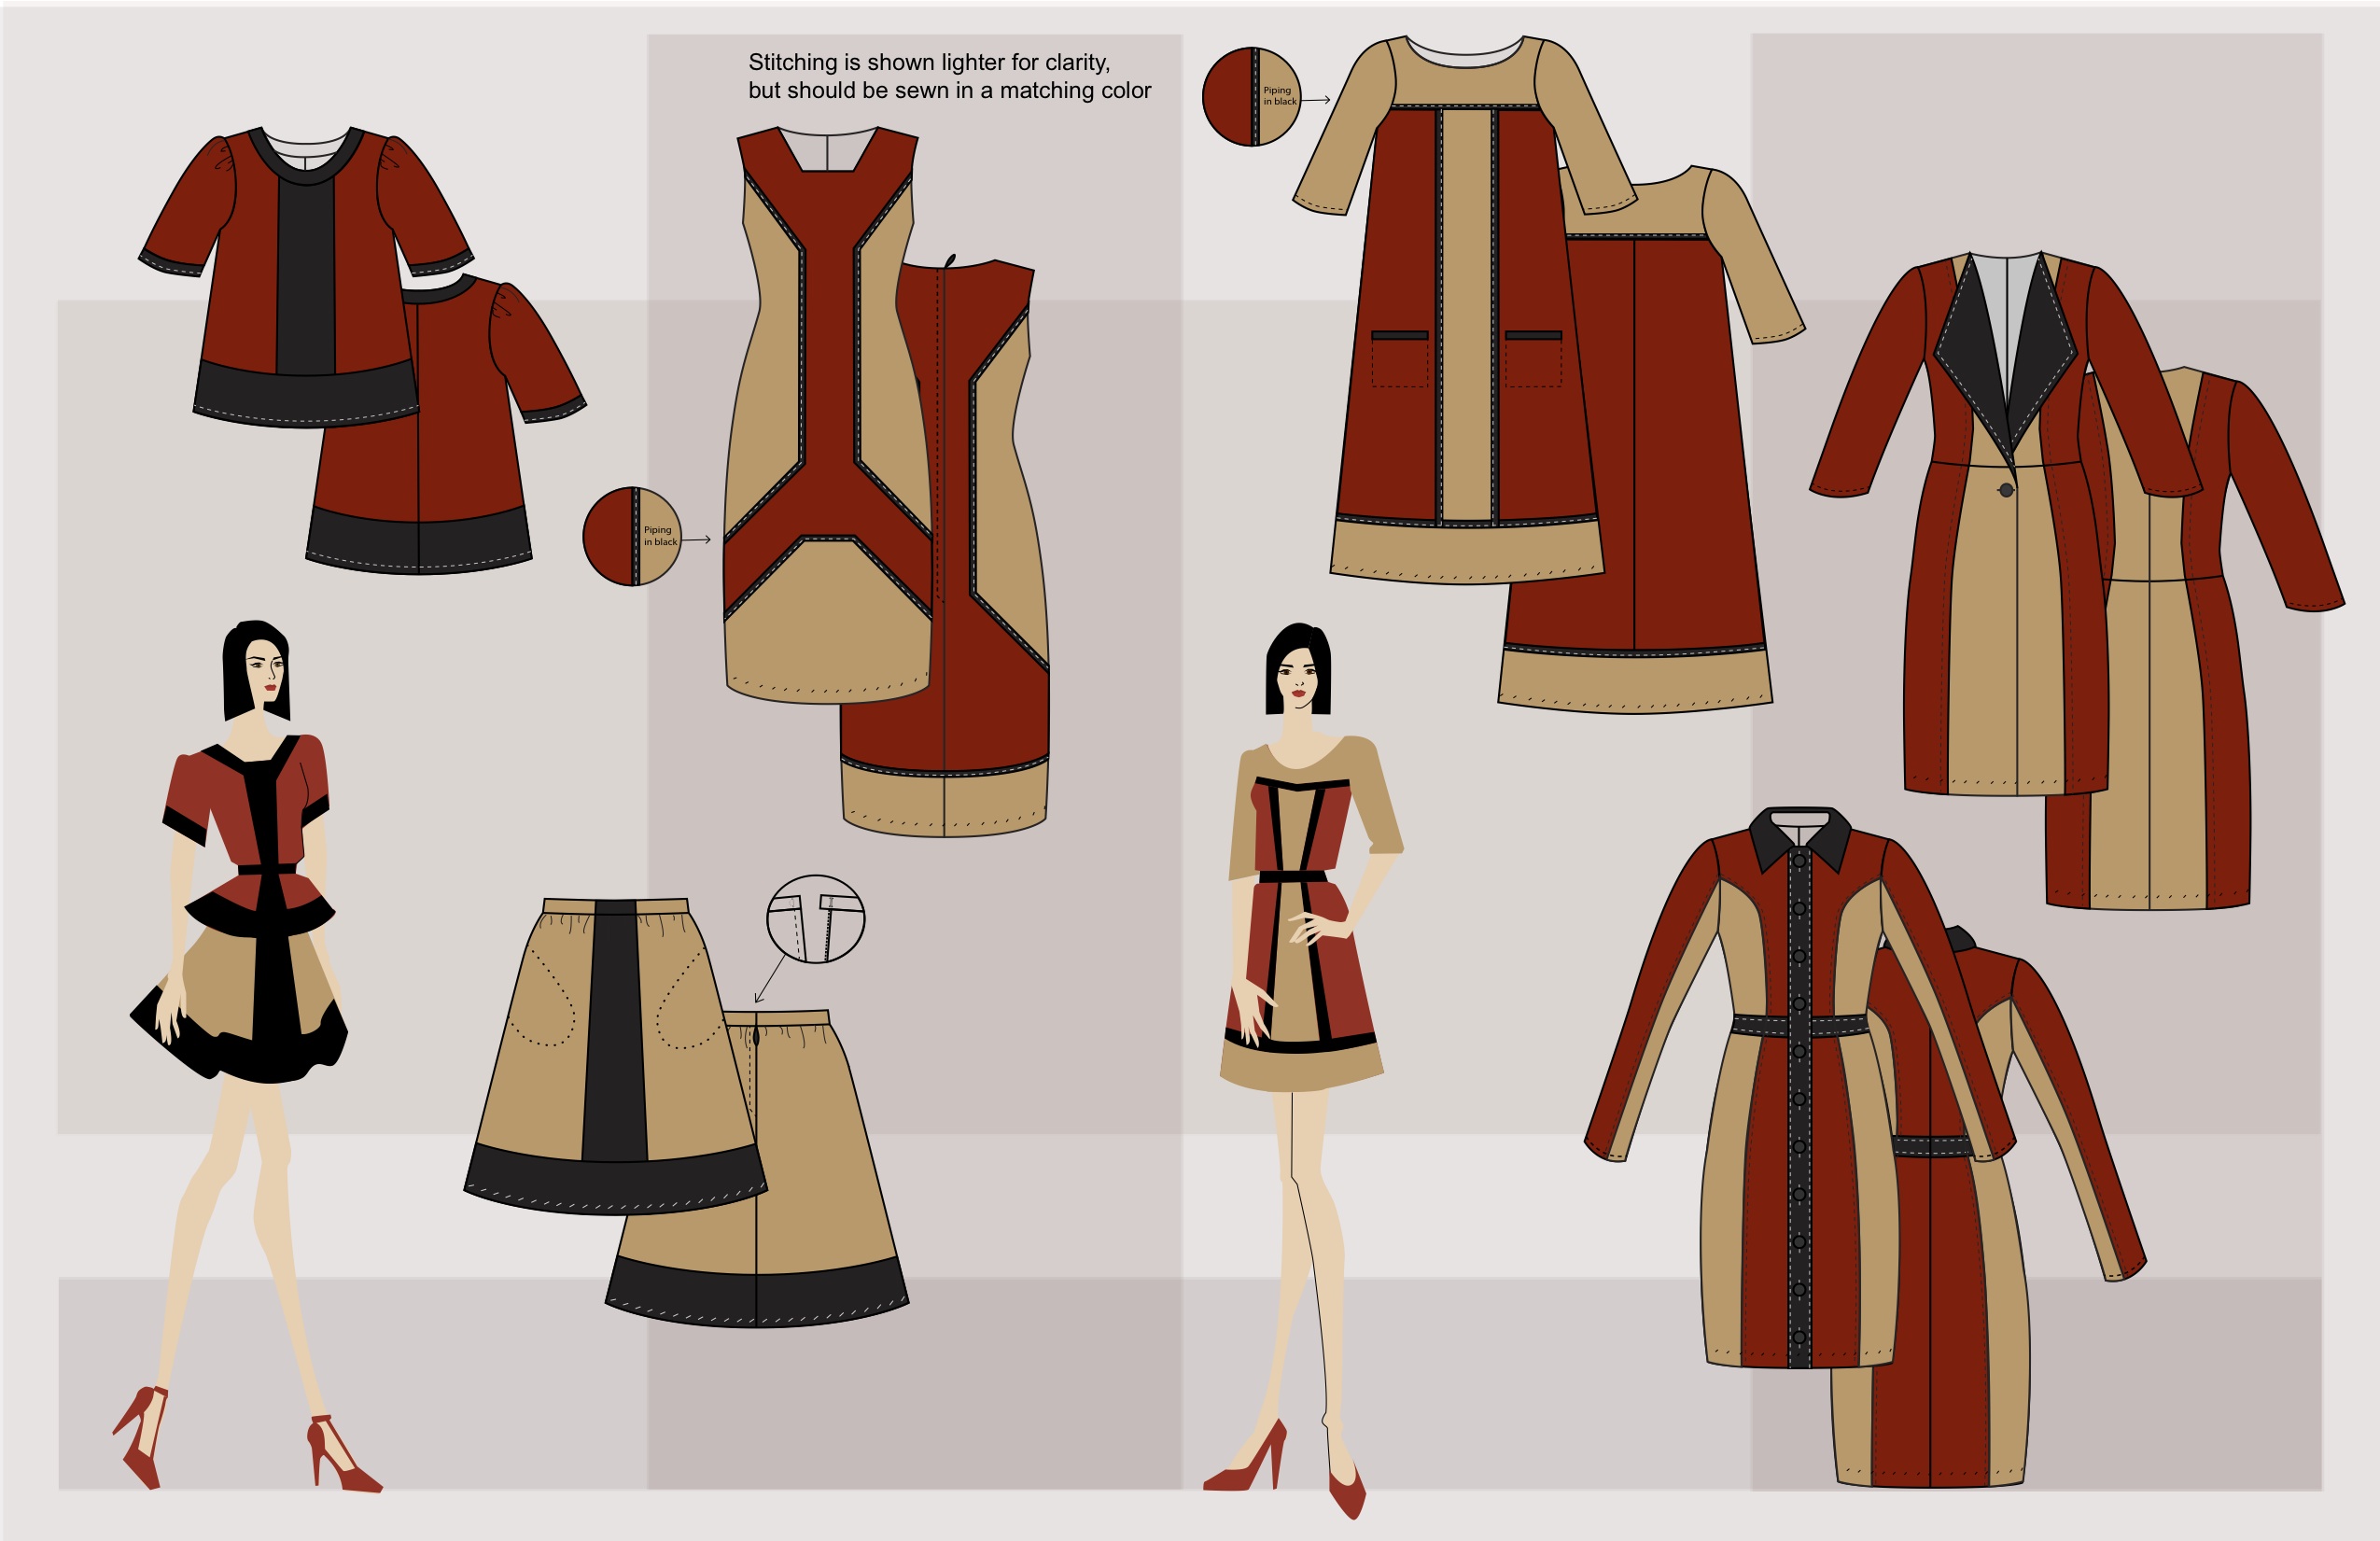 Stitching is shown lighter for clarity,
but should be sewn in a matching color
Piping
in black
Piping
in black